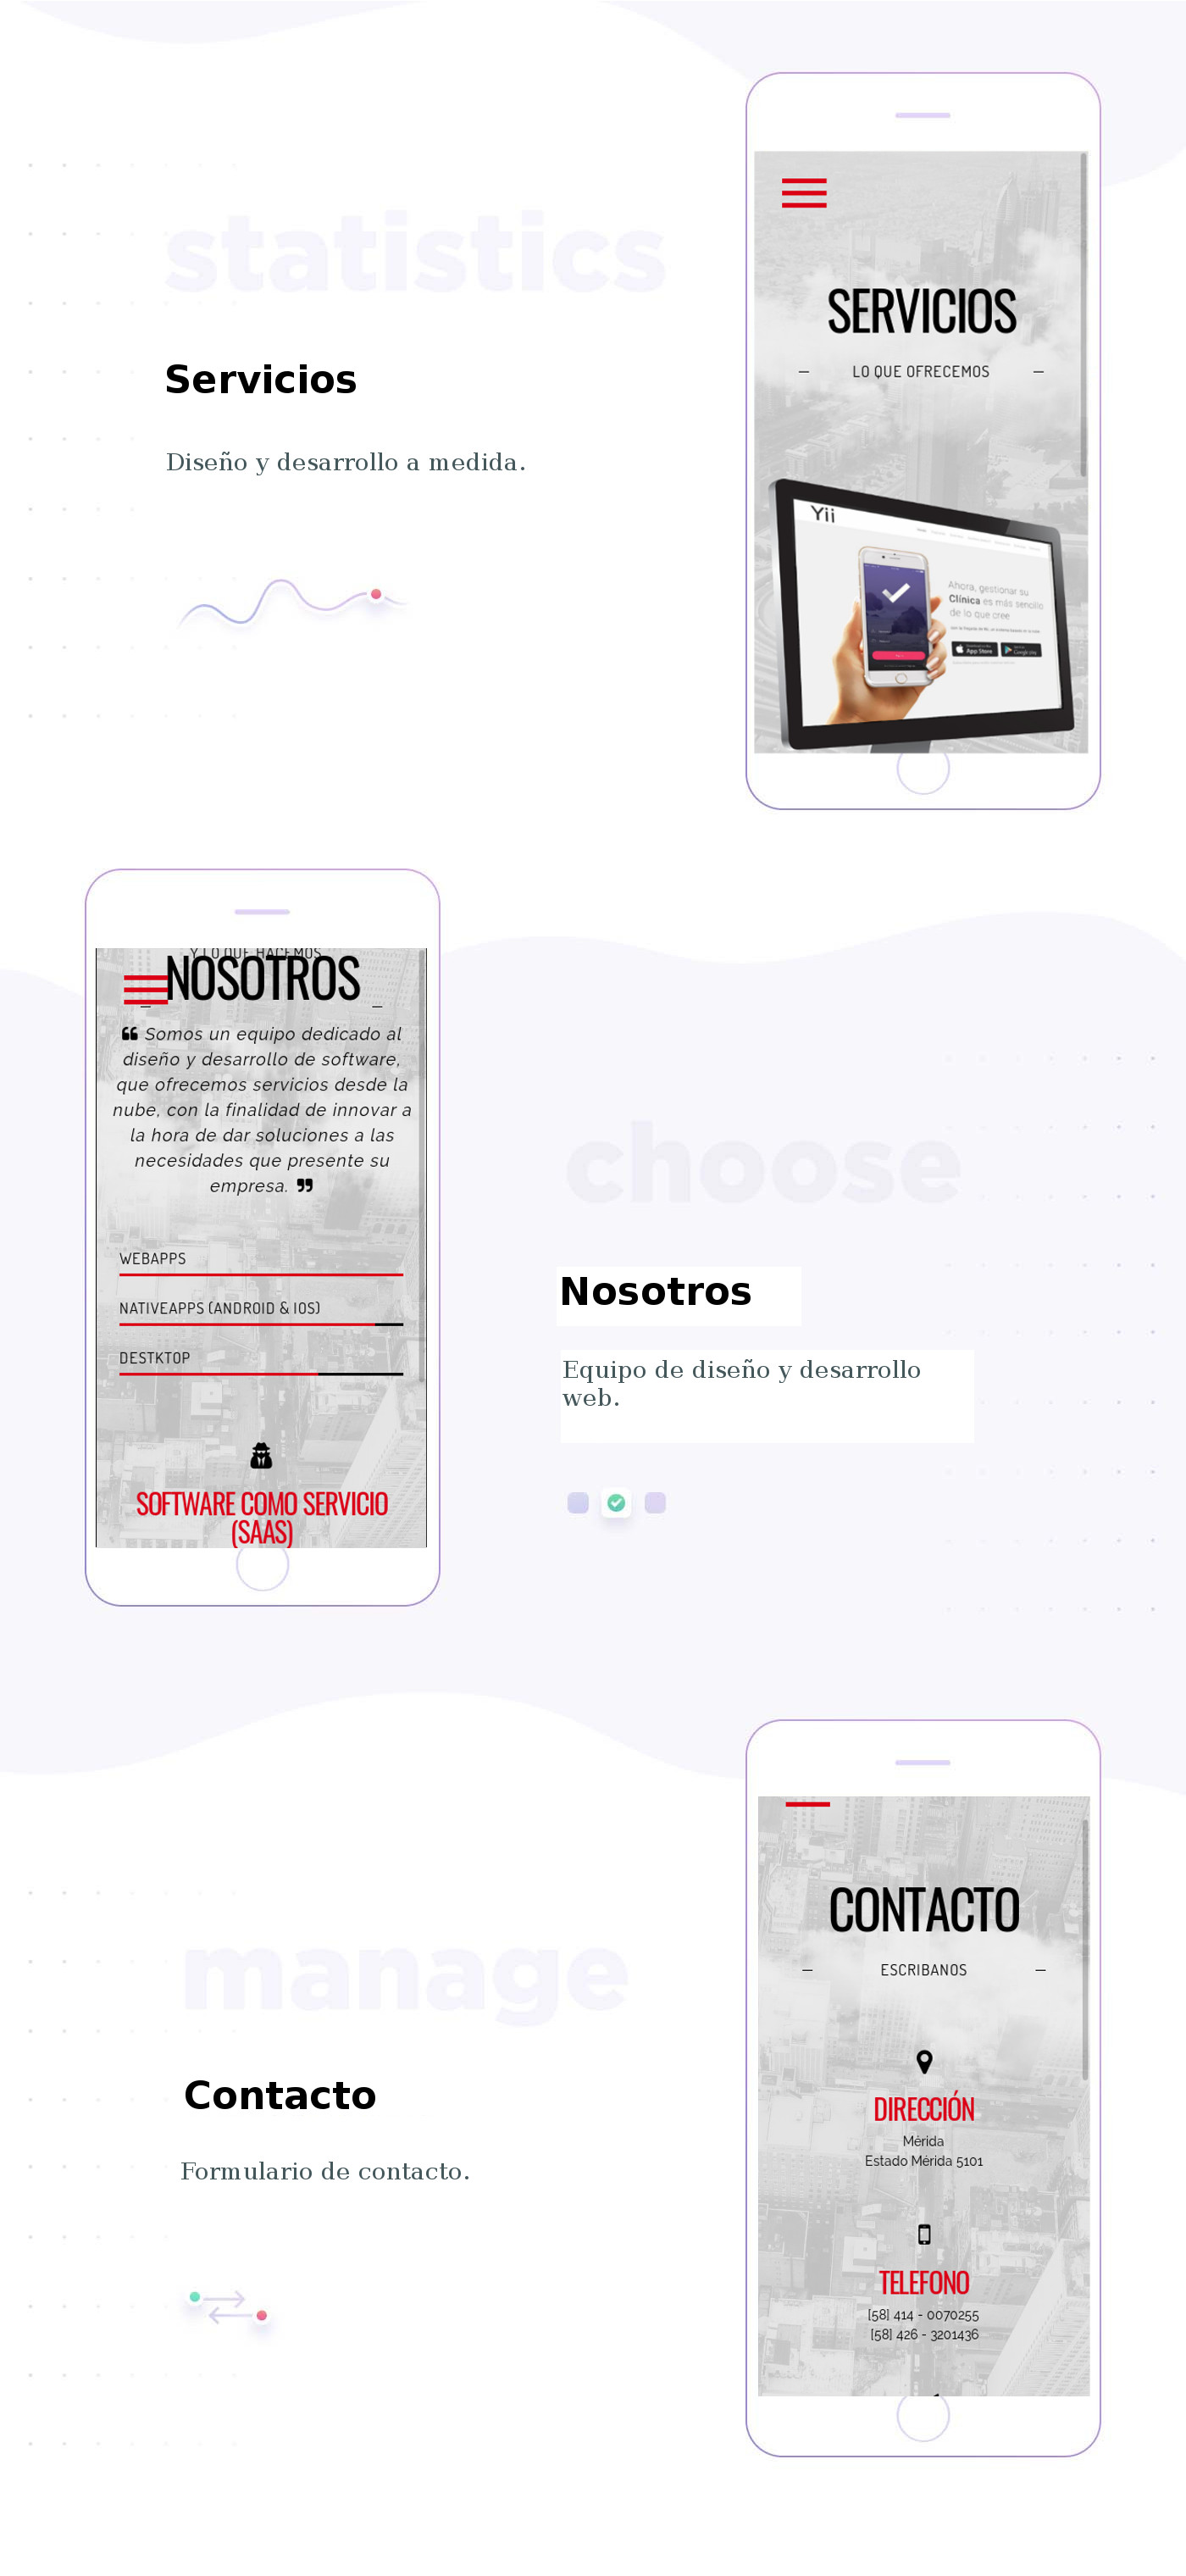 statistics
Servicios
Diseño y desarrollo a medida.
SERVICIOS
LO QUE OFRECEMOS
Yii
Ahora, gestionar su
Clínica es más sencillo
de lo que cree
App Store
Google play
Y LO QUE HACEMOS
NOSOTROS
Somos un equipo dedicado al
diseño y desarrollo de software,
que ofrecemos servicios desde la
nube, con la finalidad de innovar a
la hora de dar soluciones a las
necesidades que presente su
empresa.
WEBAPPS
NATIVEAPPS (ANDROID & IOS)
DESTKTOP
SOFTWARE COMO SERVICIO
(SAAS)
choose
Nosotros
Equipo de diseño y desarrollo
web.
manage
Contacto
Formulario de contacto.
CONTACTO
ESCRIBANOS
DIRECCIÓN
Mérida
Estado Mérida 5101
TELEFONO
[58] 414 - 0070255
[58] 426 - 3201436